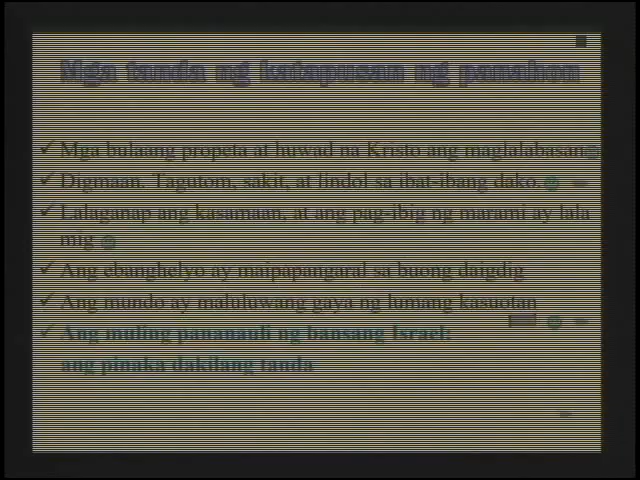 Mga tanda ng katapusan ng panahon
Mga bulaang propeta at huwad na Kristo ang maglalabasan
Digmaan, Tagutom, sakit, at lindol sa ibat-ibang dako.
Lalaganap ang kasamaan, at ang pag-ibig ng marami ay lala
mig
Ang ebanghelyo ay maipapangaral sa buong daigdig
Ang mundo ay maluluwang gaya ng lumang kasuotan
Ang muling pananauli ng bansang Israel:
ang pinaka dakilang tanda